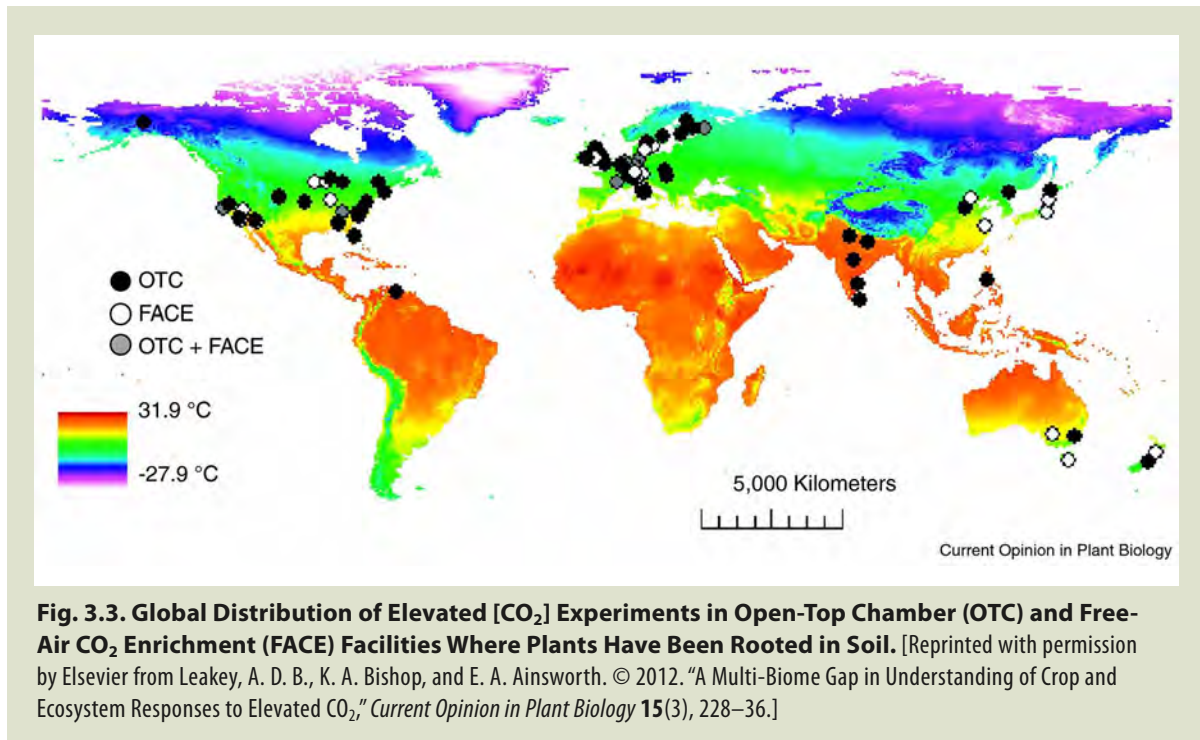 OTC
FACE
OTC + FACE
31.9 °C
-27.9 °C
5,000 Kilometers
Current Opinion in Plant Biology
Fig. 3.3. Global Distribution of Elevated [CO₂] Experiments in Open-Top Chamber (OTC) and Free-
Air CO₂ Enrichment (FACE) Facilities Where Plants Have Been Rooted in Soil. [Reprinted with permission
by Elsevier from Leakey, A. D. B., K. A. Bishop, and E. A. Ainsworth. © 2012. “A Multi-Biome Gap in Understanding of Crop and
Ecosystem Responses to Elevated CO₂,” Current Opinion in Plant Biology 15(3), 228–36.]